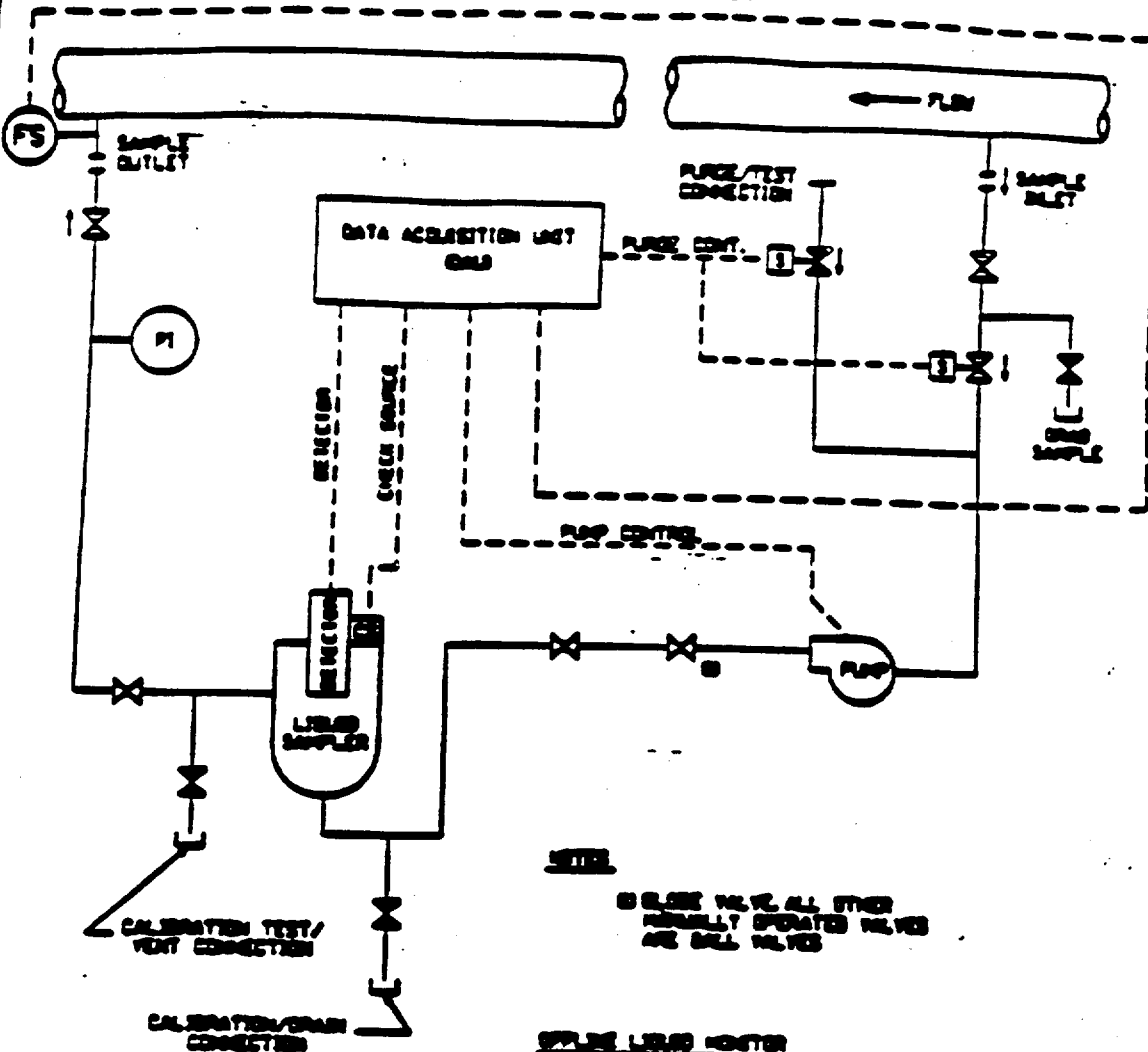 FLOW
FS
SAMPLE
OUTLET
PURGE/TEST
CONNECTION
SAMPLE
INLET
DATA ACQUISITION UNIT
(DAU)
PURGE CONT.
S
PI
S
DETECTOR
CHECK SOURCE
GRAB
SAMPLE
PUMP CONTROL
DETECTOR
PUMP
LIQUID
SAMPLER
NOTES
GLOBE VALVE. ALL OTHER
MANUALLY OPERATED VALVES
ARE BALL VALVES
CALIBRATION TEST/
VENT CONNECTION
CALIBRATION/DRAIN
CONNECTION
OFFLINE LIQUID MONITOR